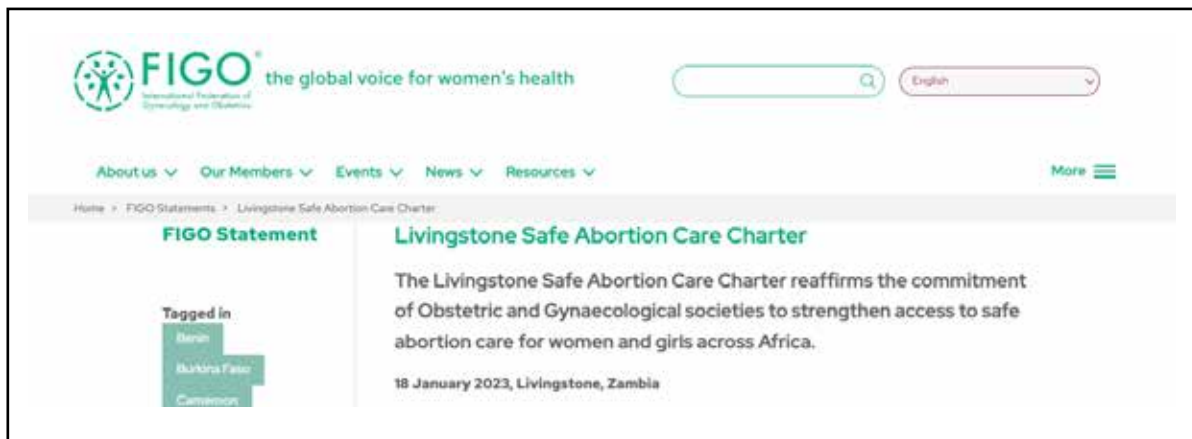 FIGO®
the global voice for women's health
International Federation of
Gynecology and Obstetrics
English
About us
Our Members
Events
News
Resources
More
Home > FIGO Statements > Livingstone Safe Abortion Care Charter
FIGO Statement
Tagged in
Benin
Burkina Faso
Cameroon
Livingstone Safe Abortion Care Charter
The Livingstone Safe Abortion Care Charter reaffirms the commitment
of Obstetric and Gynaecological societies to strengthen access to safe
abortion care for women and girls across Africa.
18 January 2023, Livingstone, Zambia